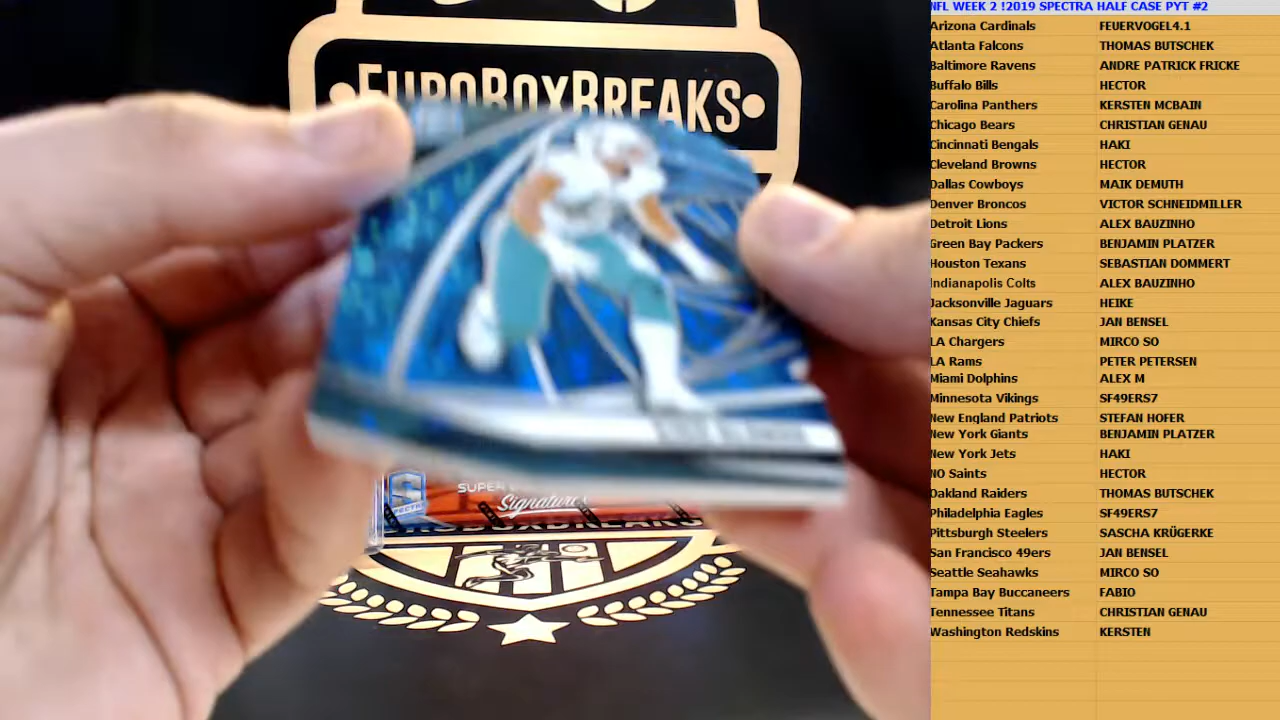 EUROBOXBREAKS
SPECTRA
SUPER
Signatures
NFL WEEK 2 !2019 SPECTRA HALF CASE PYT #2
Arizona Cardinals FEUERVOGEL4.1
Atlanta Falcons THOMAS BUTSCHEK
Baltimore Ravens ANDRE PATRICK FRICKE
Buffalo Bills HECTOR
Carolina Panthers KERSTEN MCBAIN
Chicago Bears CHRISTIAN GENAU
Cincinnati Bengals HAKI
Cleveland Browns HECTOR
Dallas Cowboys MAIK DEMUTH
Denver Broncos VICTOR SCHNEIDMILLER
Detroit Lions ALEX BAUZINHO
Green Bay Packers BENJAMIN PLATZER
Houston Texans SEBASTIAN DOMMERT
Indianapolis Colts ALEX BAUZINHO
Jacksonville Jaguars HEIKE
Kansas City Chiefs JAN BENSEL
LA Chargers MIRCO SO
LA Rams PETER PETERSEN
Miami Dolphins ALEX M
Minnesota Vikings SF49ERS7
New England Patriots STEFAN HOFER
New York Giants BENJAMIN PLATZER
New York Jets HAKI
NO Saints HECTOR
Oakland Raiders THOMAS BUTSCHEK
Philadelphia Eagles SF49ERS7
Pittsburgh Steelers SASCHA KRÜGERKE
San Francisco 49ers JAN BENSEL
Seattle Seahawks MIRCO SO
Tampa Bay Buccaneers FABIO
Tennessee Titans CHRISTIAN GENAU
Washington Redskins KERSTEN